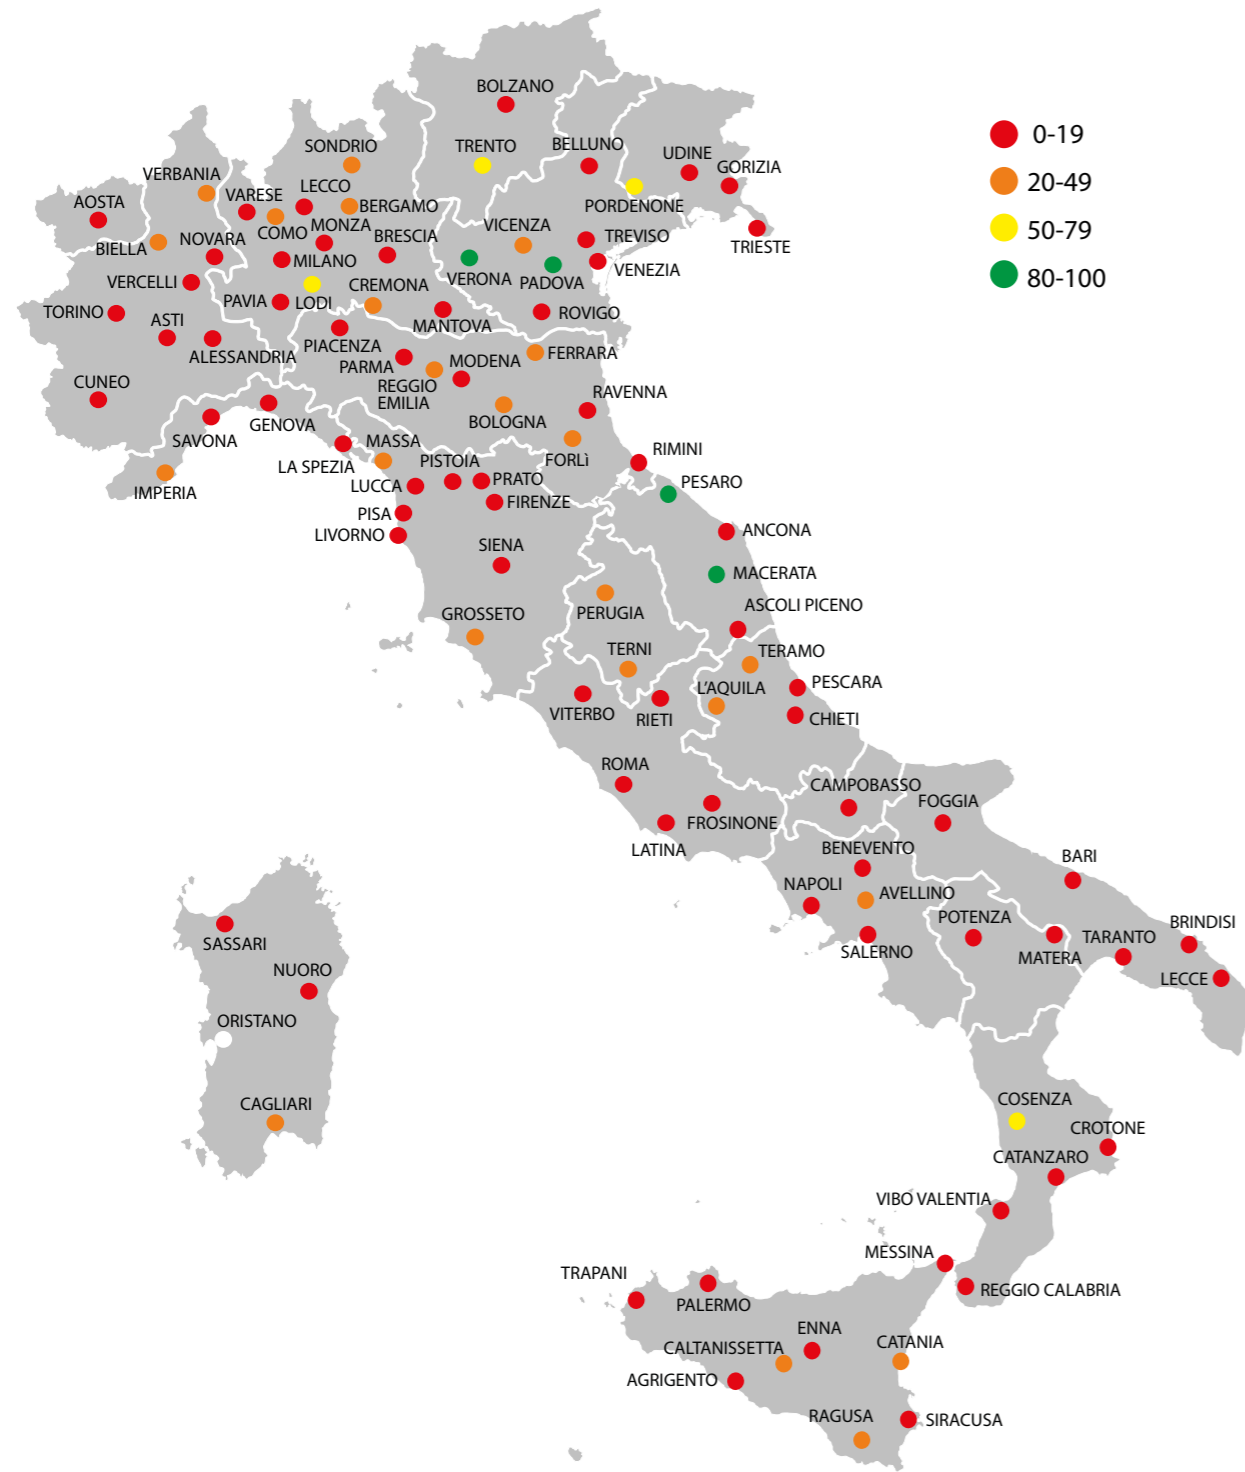 BOLZANO
SONDRIO
TRENTO
BELLUNO
UDINE
GORIZIA
VERBANIA
VARESE
LECCO
AOSTA
BERGAMO
PORDENONE
VICENZA
TREVISO
TRIESTE
BIELLA
NOVARA
COMO
MONZA
BRESCIA
MILANO
VERONA
PADOVA
VENEZIA
VERCELLI
PAVIA
LODI
CREMONA
TORINO
ASTI
MANTOVA
ROVIGO
ALESSANDRIA
PIACENZA
PARMA
MODENA
FERRARA
CUNEO
REGGIO
EMILIA
RAVENNA
SAVONA
GENOVA
BOLOGNA
LA SPEZIA
MASSA
PISTOIA
FORLì
RIMINI
IMPERIA
LUCCA
PRATO
PESARO
FIRENZE
PISA
LIVORNO
ANCONA
SIENA
MACERATA
GROSSETO
PERUGIA
ASCOLI PICENO
TERNI
TERAMO
L'AQUILA
PESCARA
VITERBO
RIETI
CHIETI
ROMA
CAMPOBASSO
FOGGIA
FROSINONE
LATINA
BENEVENTO
BARI
NAPOLI
AVELLINO
POTENZA
BRINDISI
SALERNO
MATERA
TARANTO
LECCE
SASSARI
NUORO
ORISTANO
CAGLIARI
COSENZA
CROTONE
CATANZARO
VIBO VALENTIA
MESSINA
TRAPANI
PALERMO
REGGIO CALABRIA
ENNA
CALTANISSETTA
CATANIA
AGRIGENTO
RAGUSA
SIRACUSA
0-19
20-49
50-79
80-100